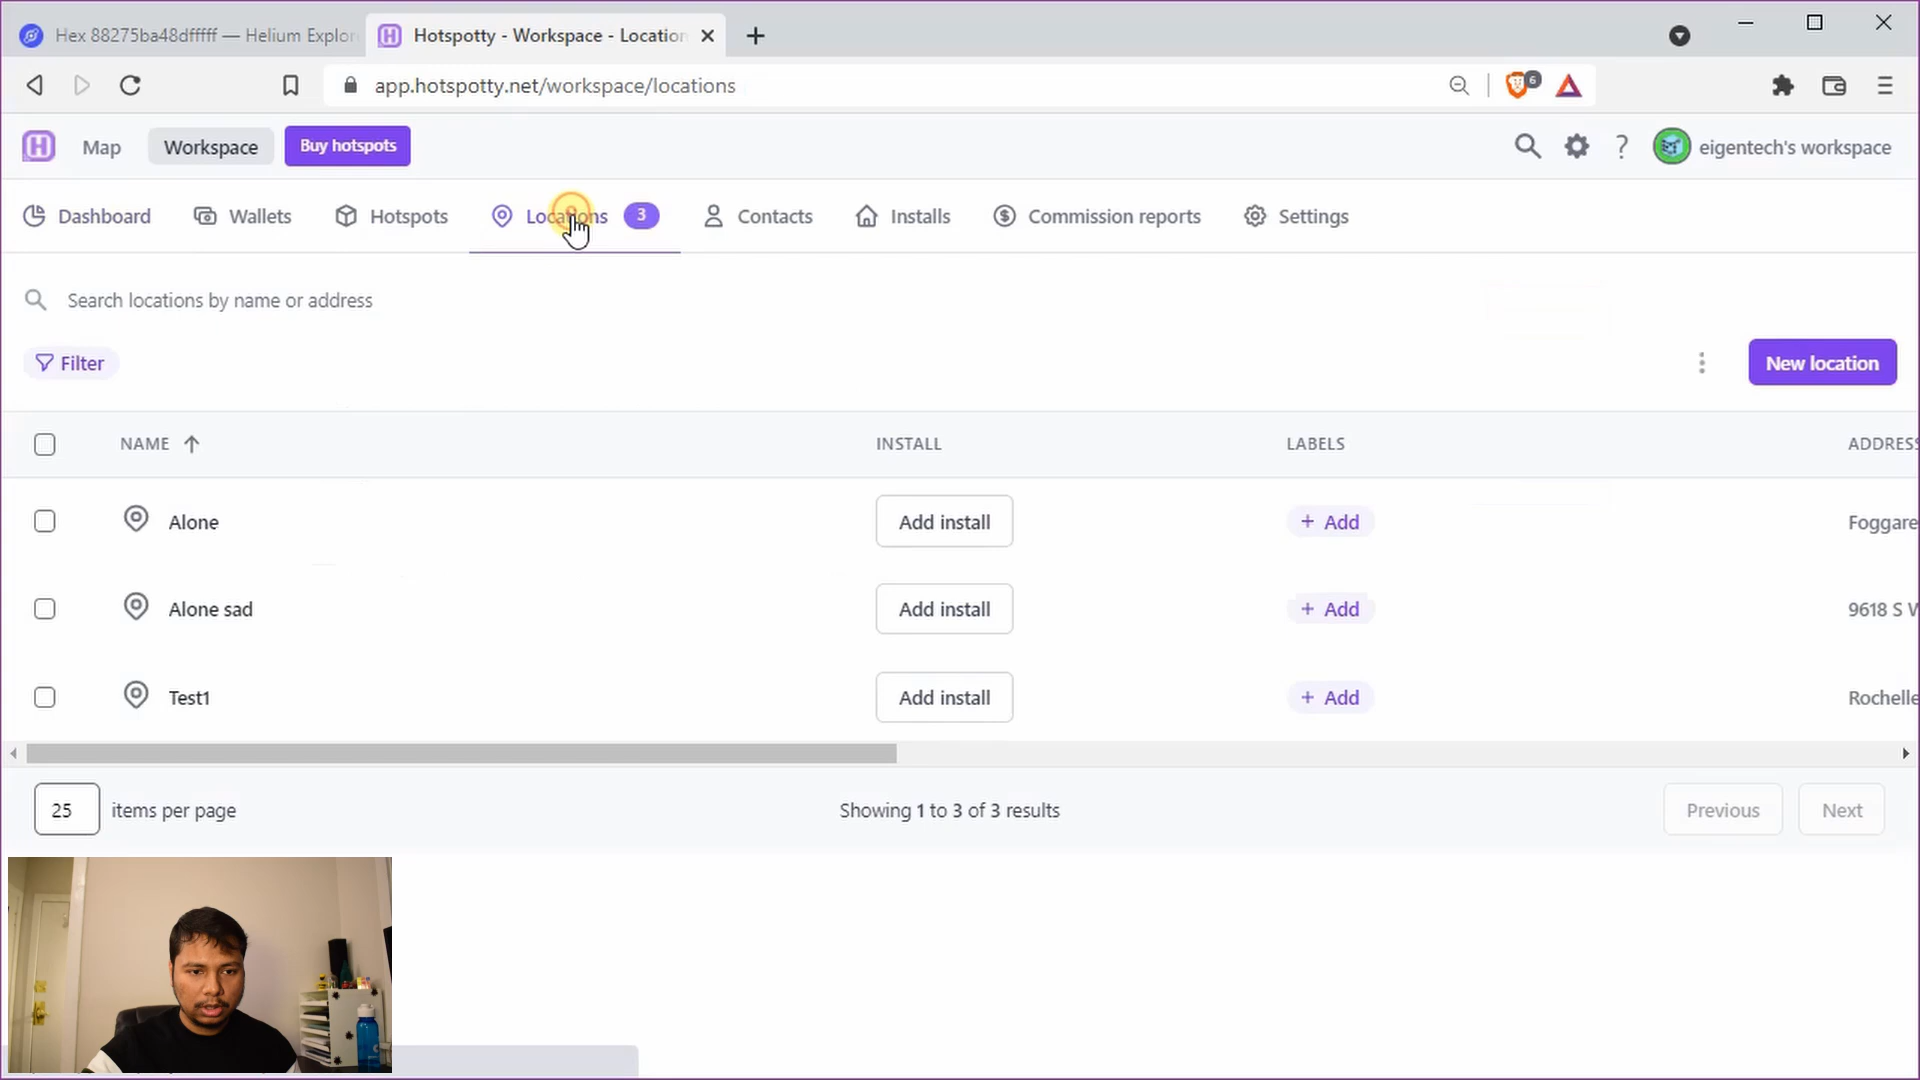 Hex 88275ba48dfffff — Helium Explor
Hotspotty - Workspace - Location
app.hotspotty.net/workspace/locations
6
Map
Workspace
Buy hotspots
?
eigentech's workspace
Dashboard
Wallets
Hotspots
Locations
3
Contacts
Installs
Commission reports
Settings
Search locations by name or address
Filter
New location
NAME
INSTALL
LABELS
ADDRESS
Alone
Add install
+ Add
Foggare
Alone sad
Add install
+ Add
9618 S W
Test1
Add install
+ Add
Rochelle
25
items per page
Showing 1 to 3 of 3 results
Previous
Next